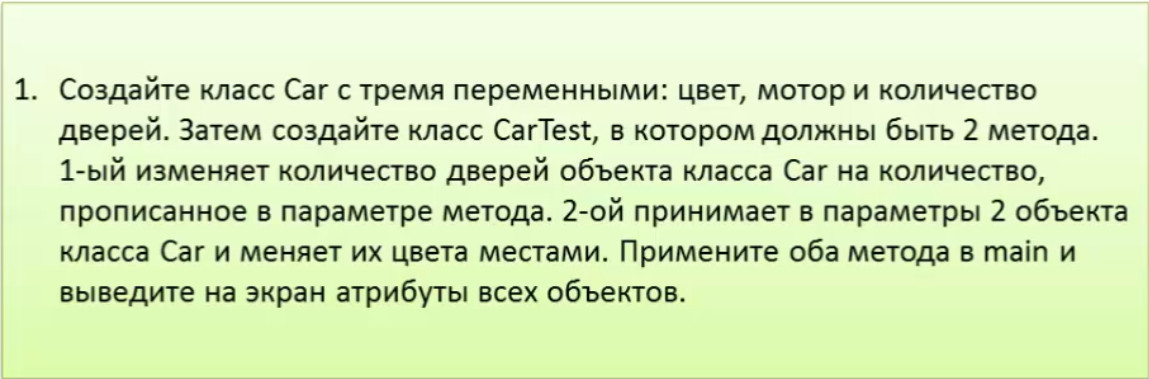 1. Создайте класс Car с тремя переменными: цвет, мотор и количество
дверей. Затем создайте класс CarTest, в котором должны быть 2 метода.
1-ый изменяет количество дверей объекта класса Car на количество,
прописанное в параметре метода. 2-ой принимает в параметры 2 объекта
класса Car и меняет их цвета местами. Примените оба метода в main и
выведите на экран атрибуты всех объектов.